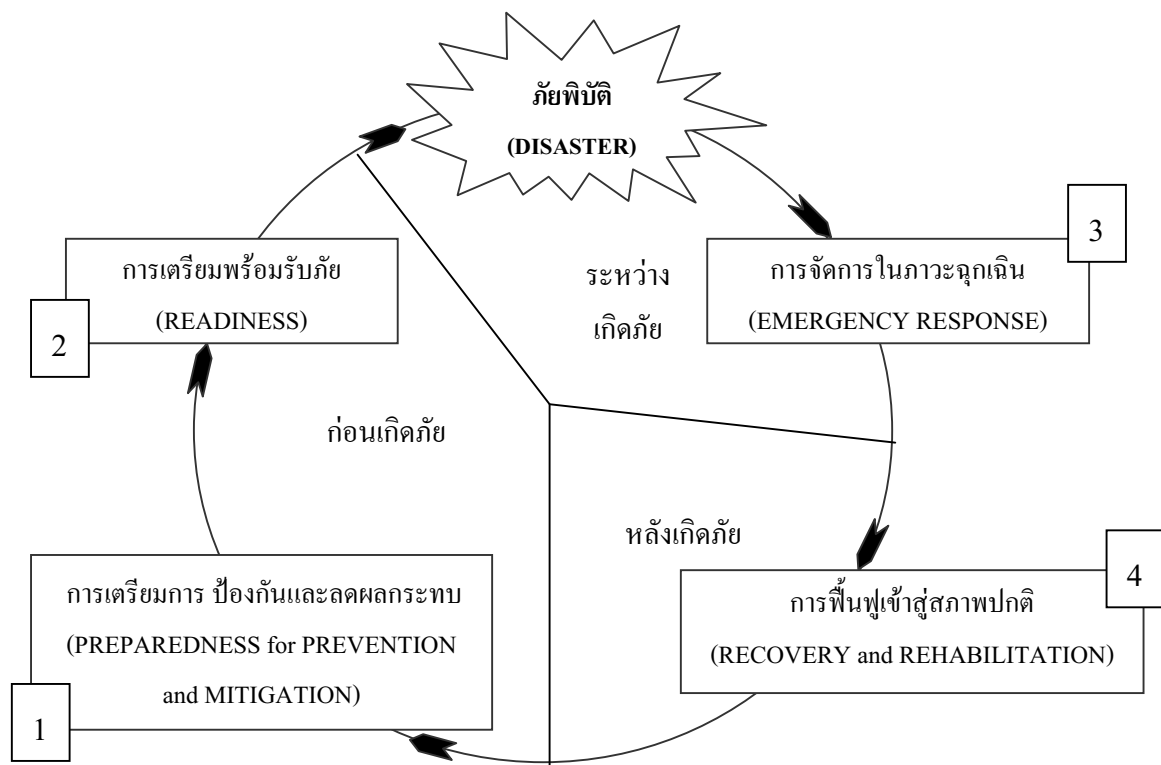 ภัยพิบัติ
(DISASTER)
3
การเตรียมพร้อมรับภัย
(READINESS)
2
ระหว่าง
เกิดภัย
การจัดการในภาวะฉุกเฉิน
(EMERGENCY RESPONSE)
ก่อนเกิดภัย
หลังเกิดภัย
การเตรียมการ ป้องกันและลดผลกระทบ
(PREPAREDNESS for PREVENTION
and MITIGATION)
1
4
การฟื้นฟูเข้าสู่สภาพปกติ
(RECOVERY and REHABILITATION)